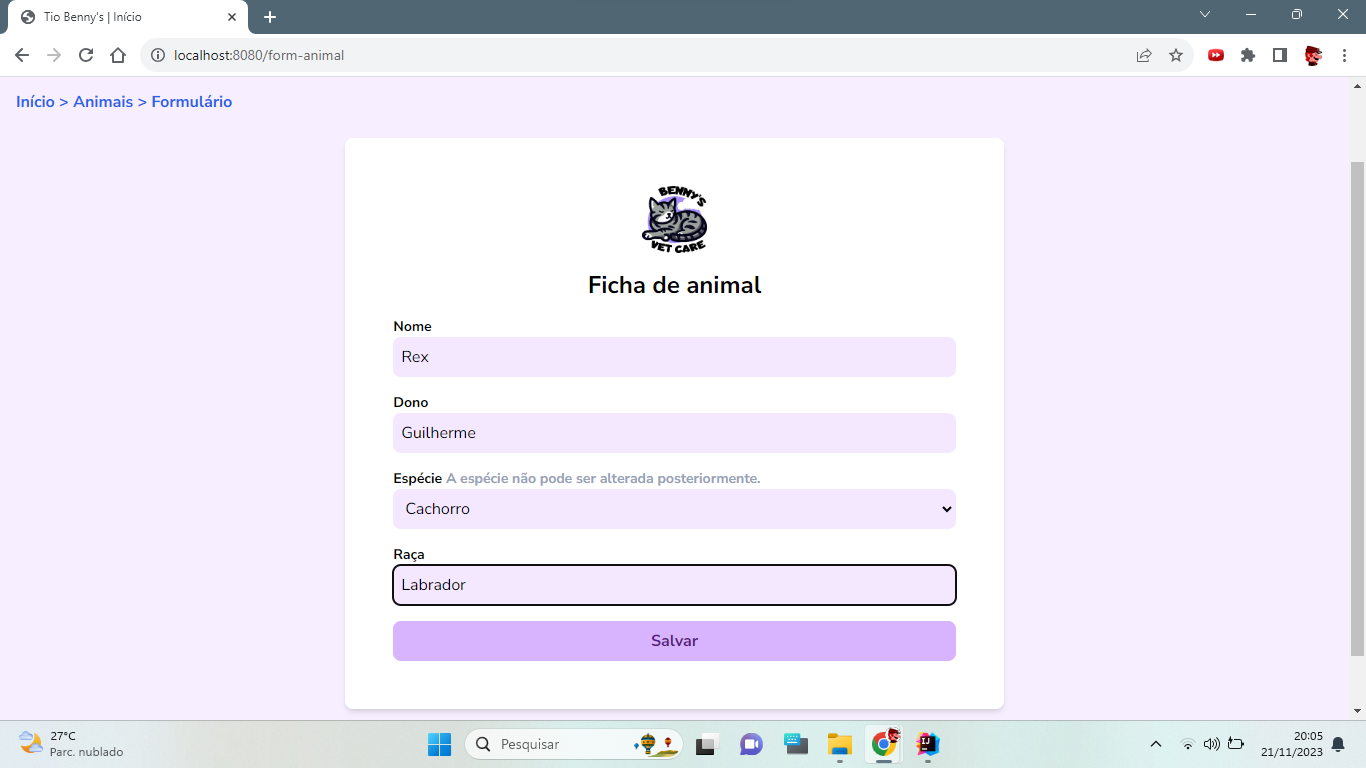 Tio Benny's | Início
localhost:8080/form-animal
Início > Animais > Formulário
BENNY'S
VET CARE
Ficha de animal
Nome
Rex
Dono
Guilherme
Espécie A espécie não pode ser alterada posteriormente.
Cachorro
Raça
Labrador
Salvar
27°C
Parc. nublado
Pesquisar
20:05
21/11/2023